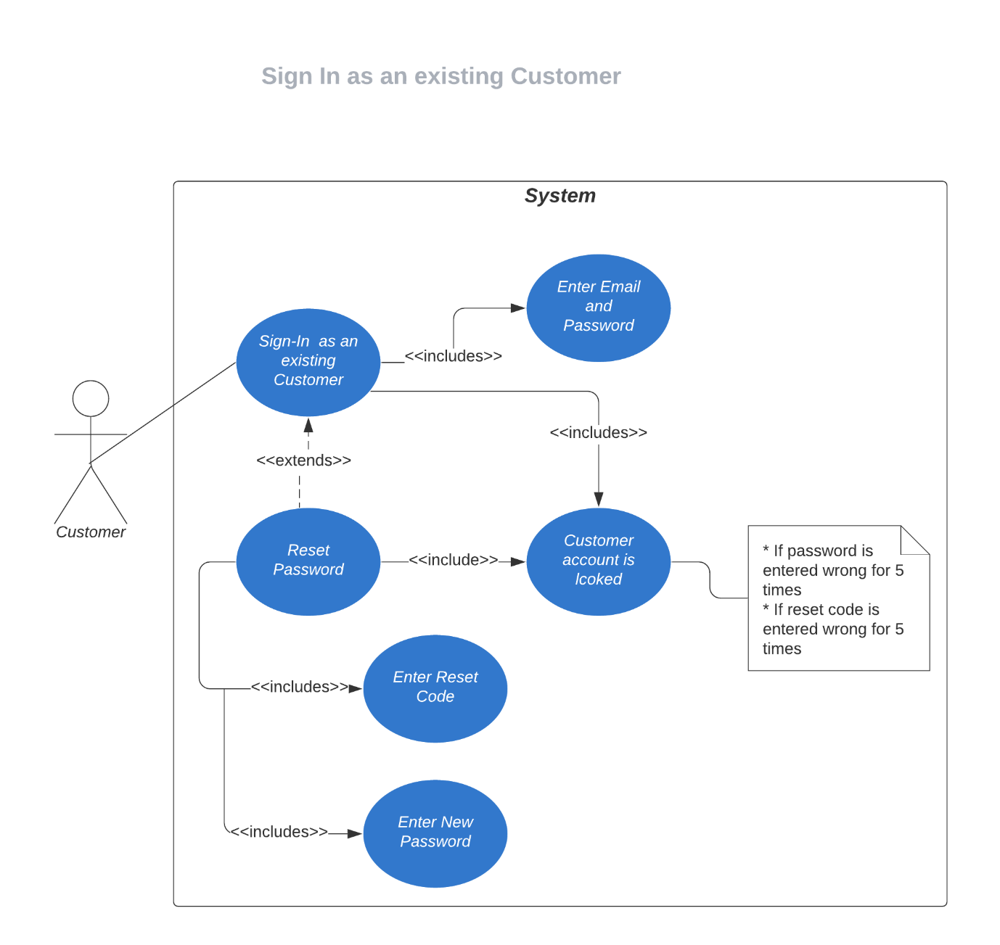 Sign In as an existing Customer
System
Enter Email
and
Password
Sign-In  as an
existing
Customer
<<includes>>
<<includes>>
<<extends>>
Customer
Reset
Password
<<include>>
Customer
account is
lcoked
* If password is
entered wrong for 5
times
* If reset code is
entered wrong for 5
times
<<includes>>
Enter Reset
Code
<<includes>>
Enter New
Password